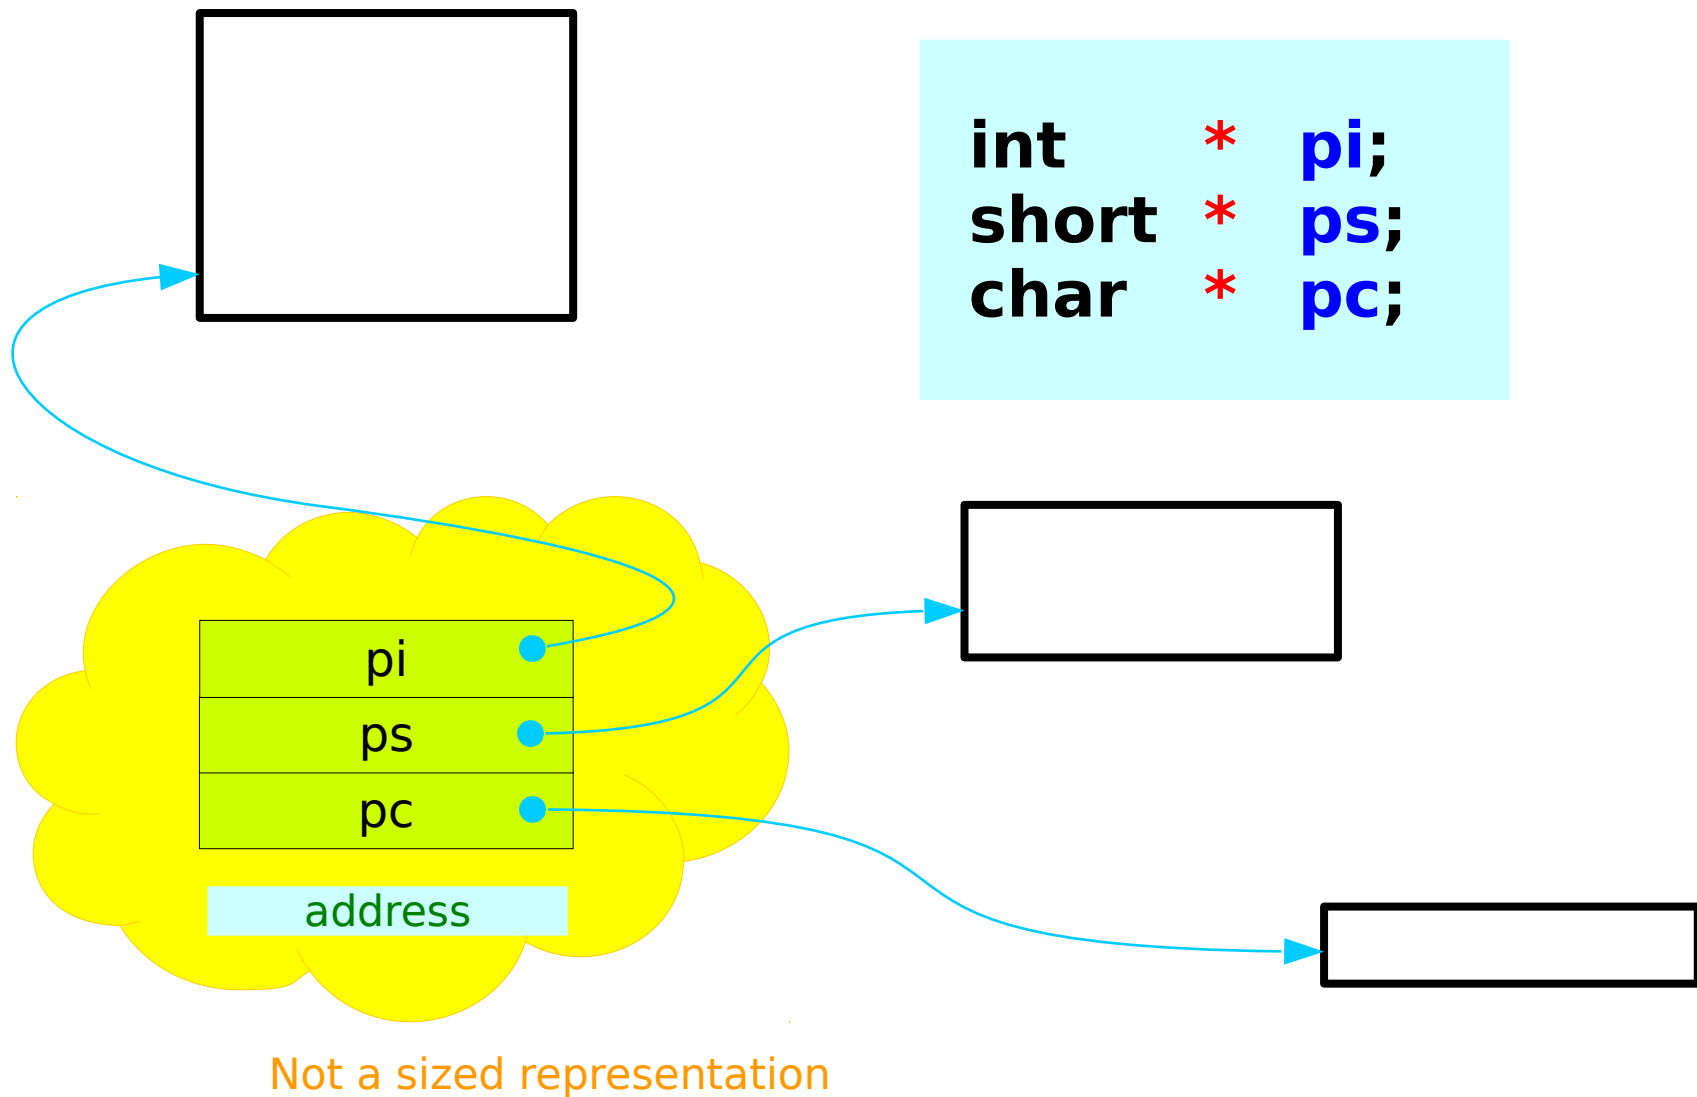 int * pi;
short * ps;
char * pc;
pi
ps
pc
address
Not a sized representation